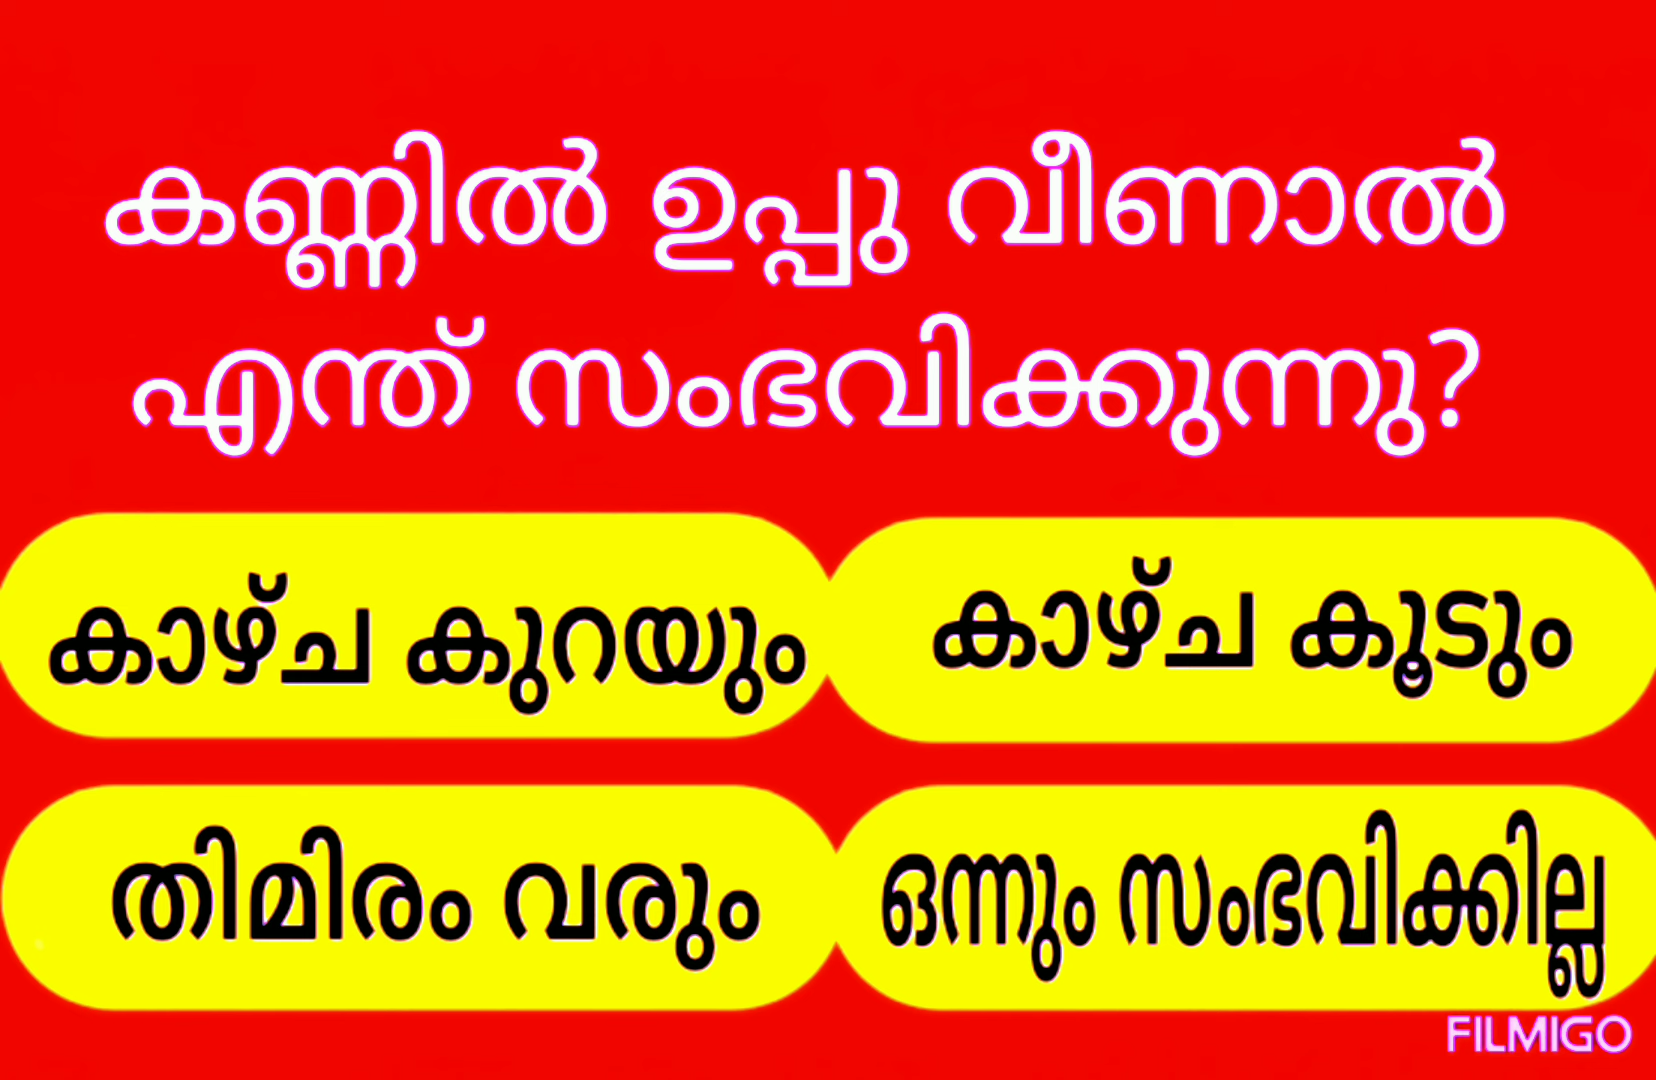 കണ്ണിൽ ഉപ്പു വീണാൽ
എന്ത് സംഭവിക്കുന്നു?
കാഴ്ച കുറയും
കാഴ്ച കൂടും
തിമിരം വരും
ഒന്നും സംഭവിക്കില്ല
FILMIGO